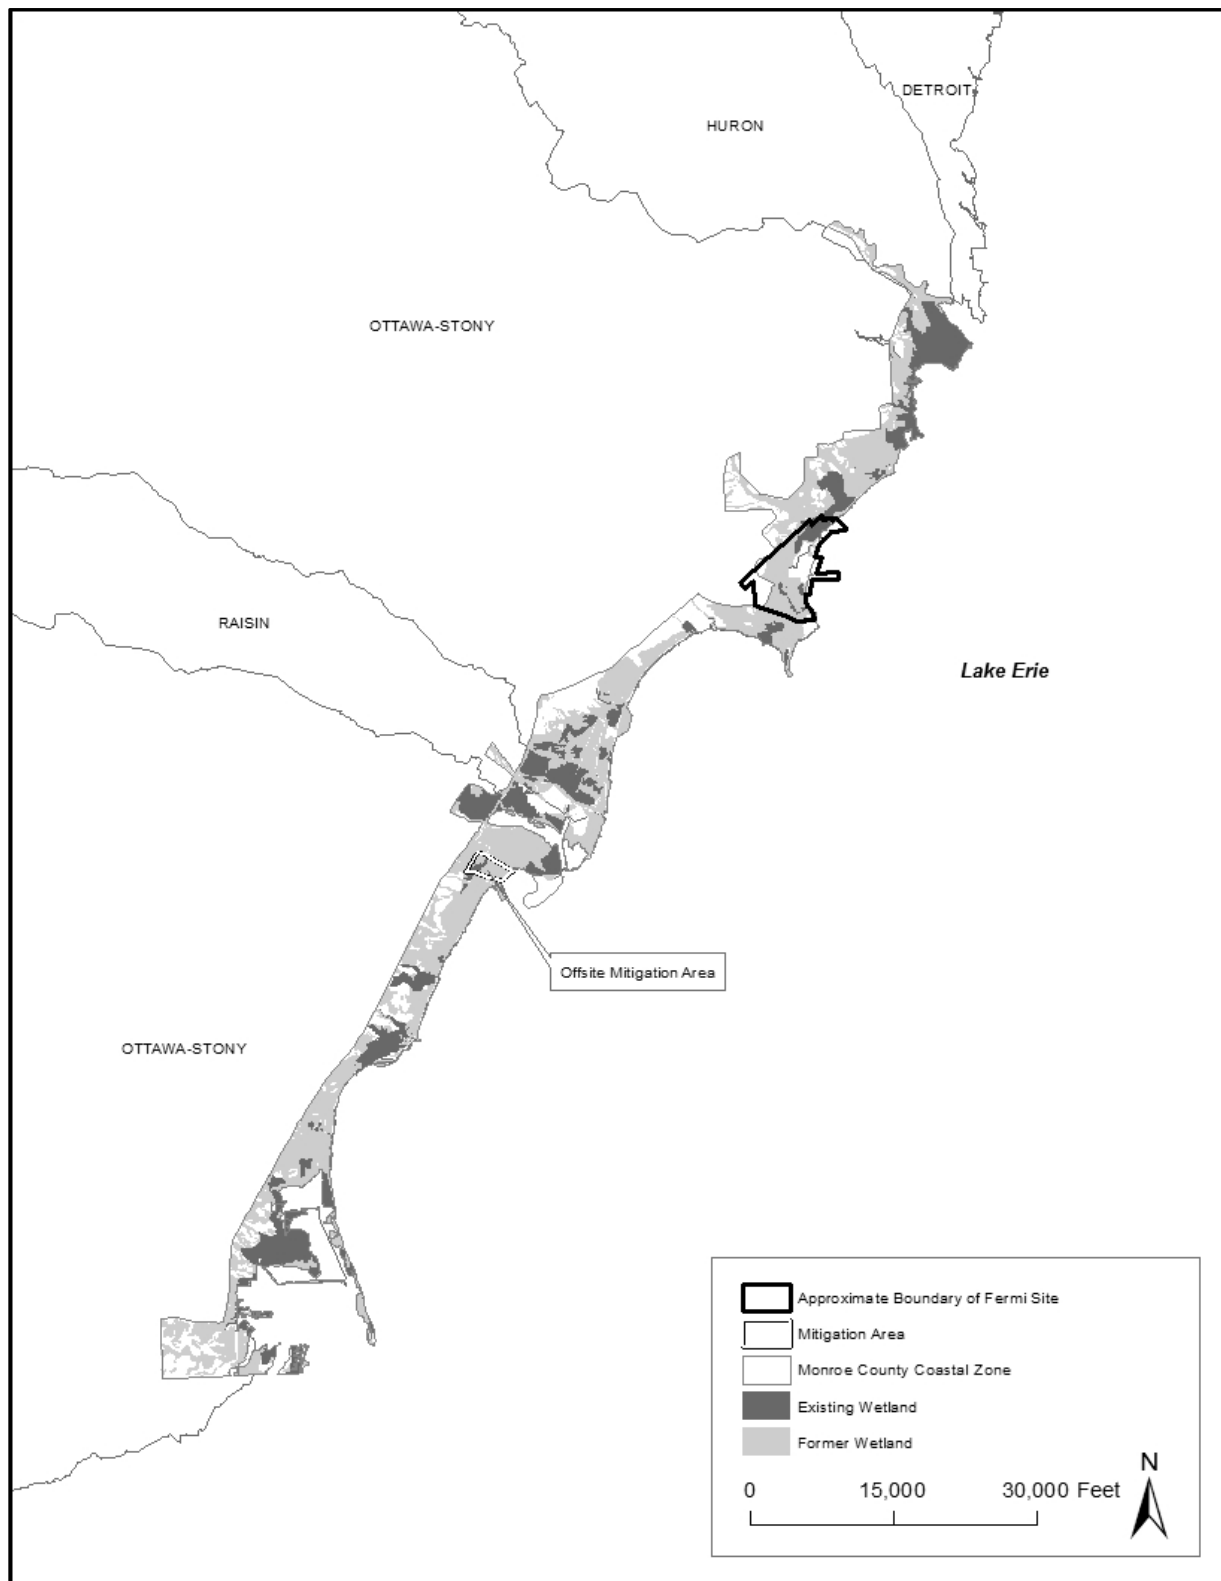 DETROIT
HURON
OTTAWA-STONY
RAISIN
Lake Erie
Offsite Mitigation Area
OTTAWA-STONY
Approximate Boundary of Fermi Site
Mitigation Area
Monroe County Coastal Zone
Existing Wetland
Former Wetland
N
0 15,000 30,000 Feet